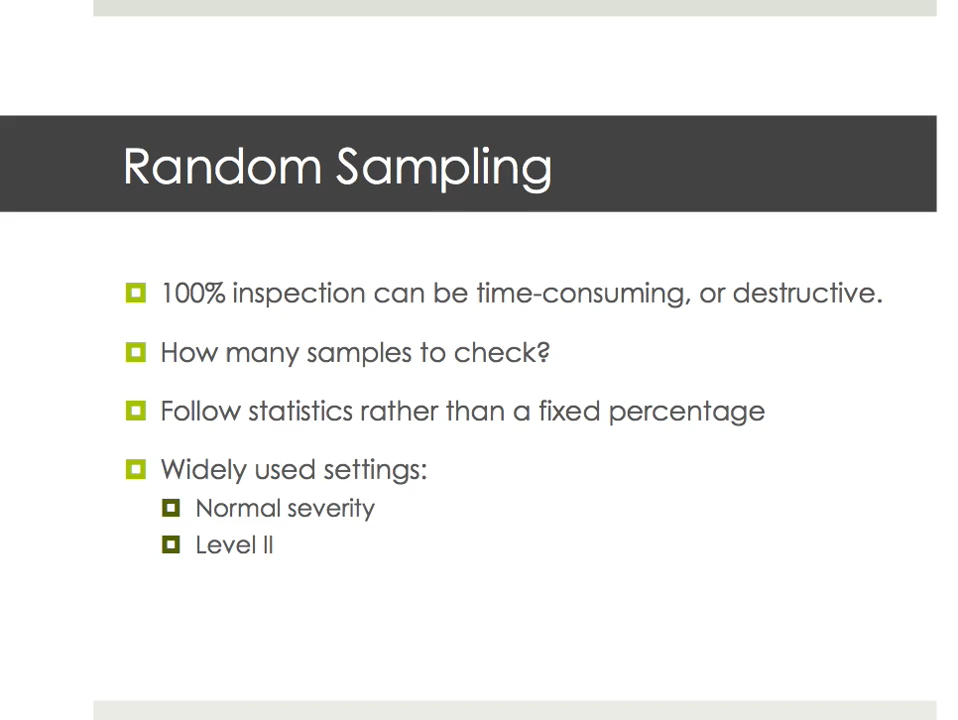 Random Sampling
100% inspection can be time-consuming, or destructive.
How many samples to check?
Follow statistics rather than a fixed percentage
Widely used settings:
Normal severity
Level II